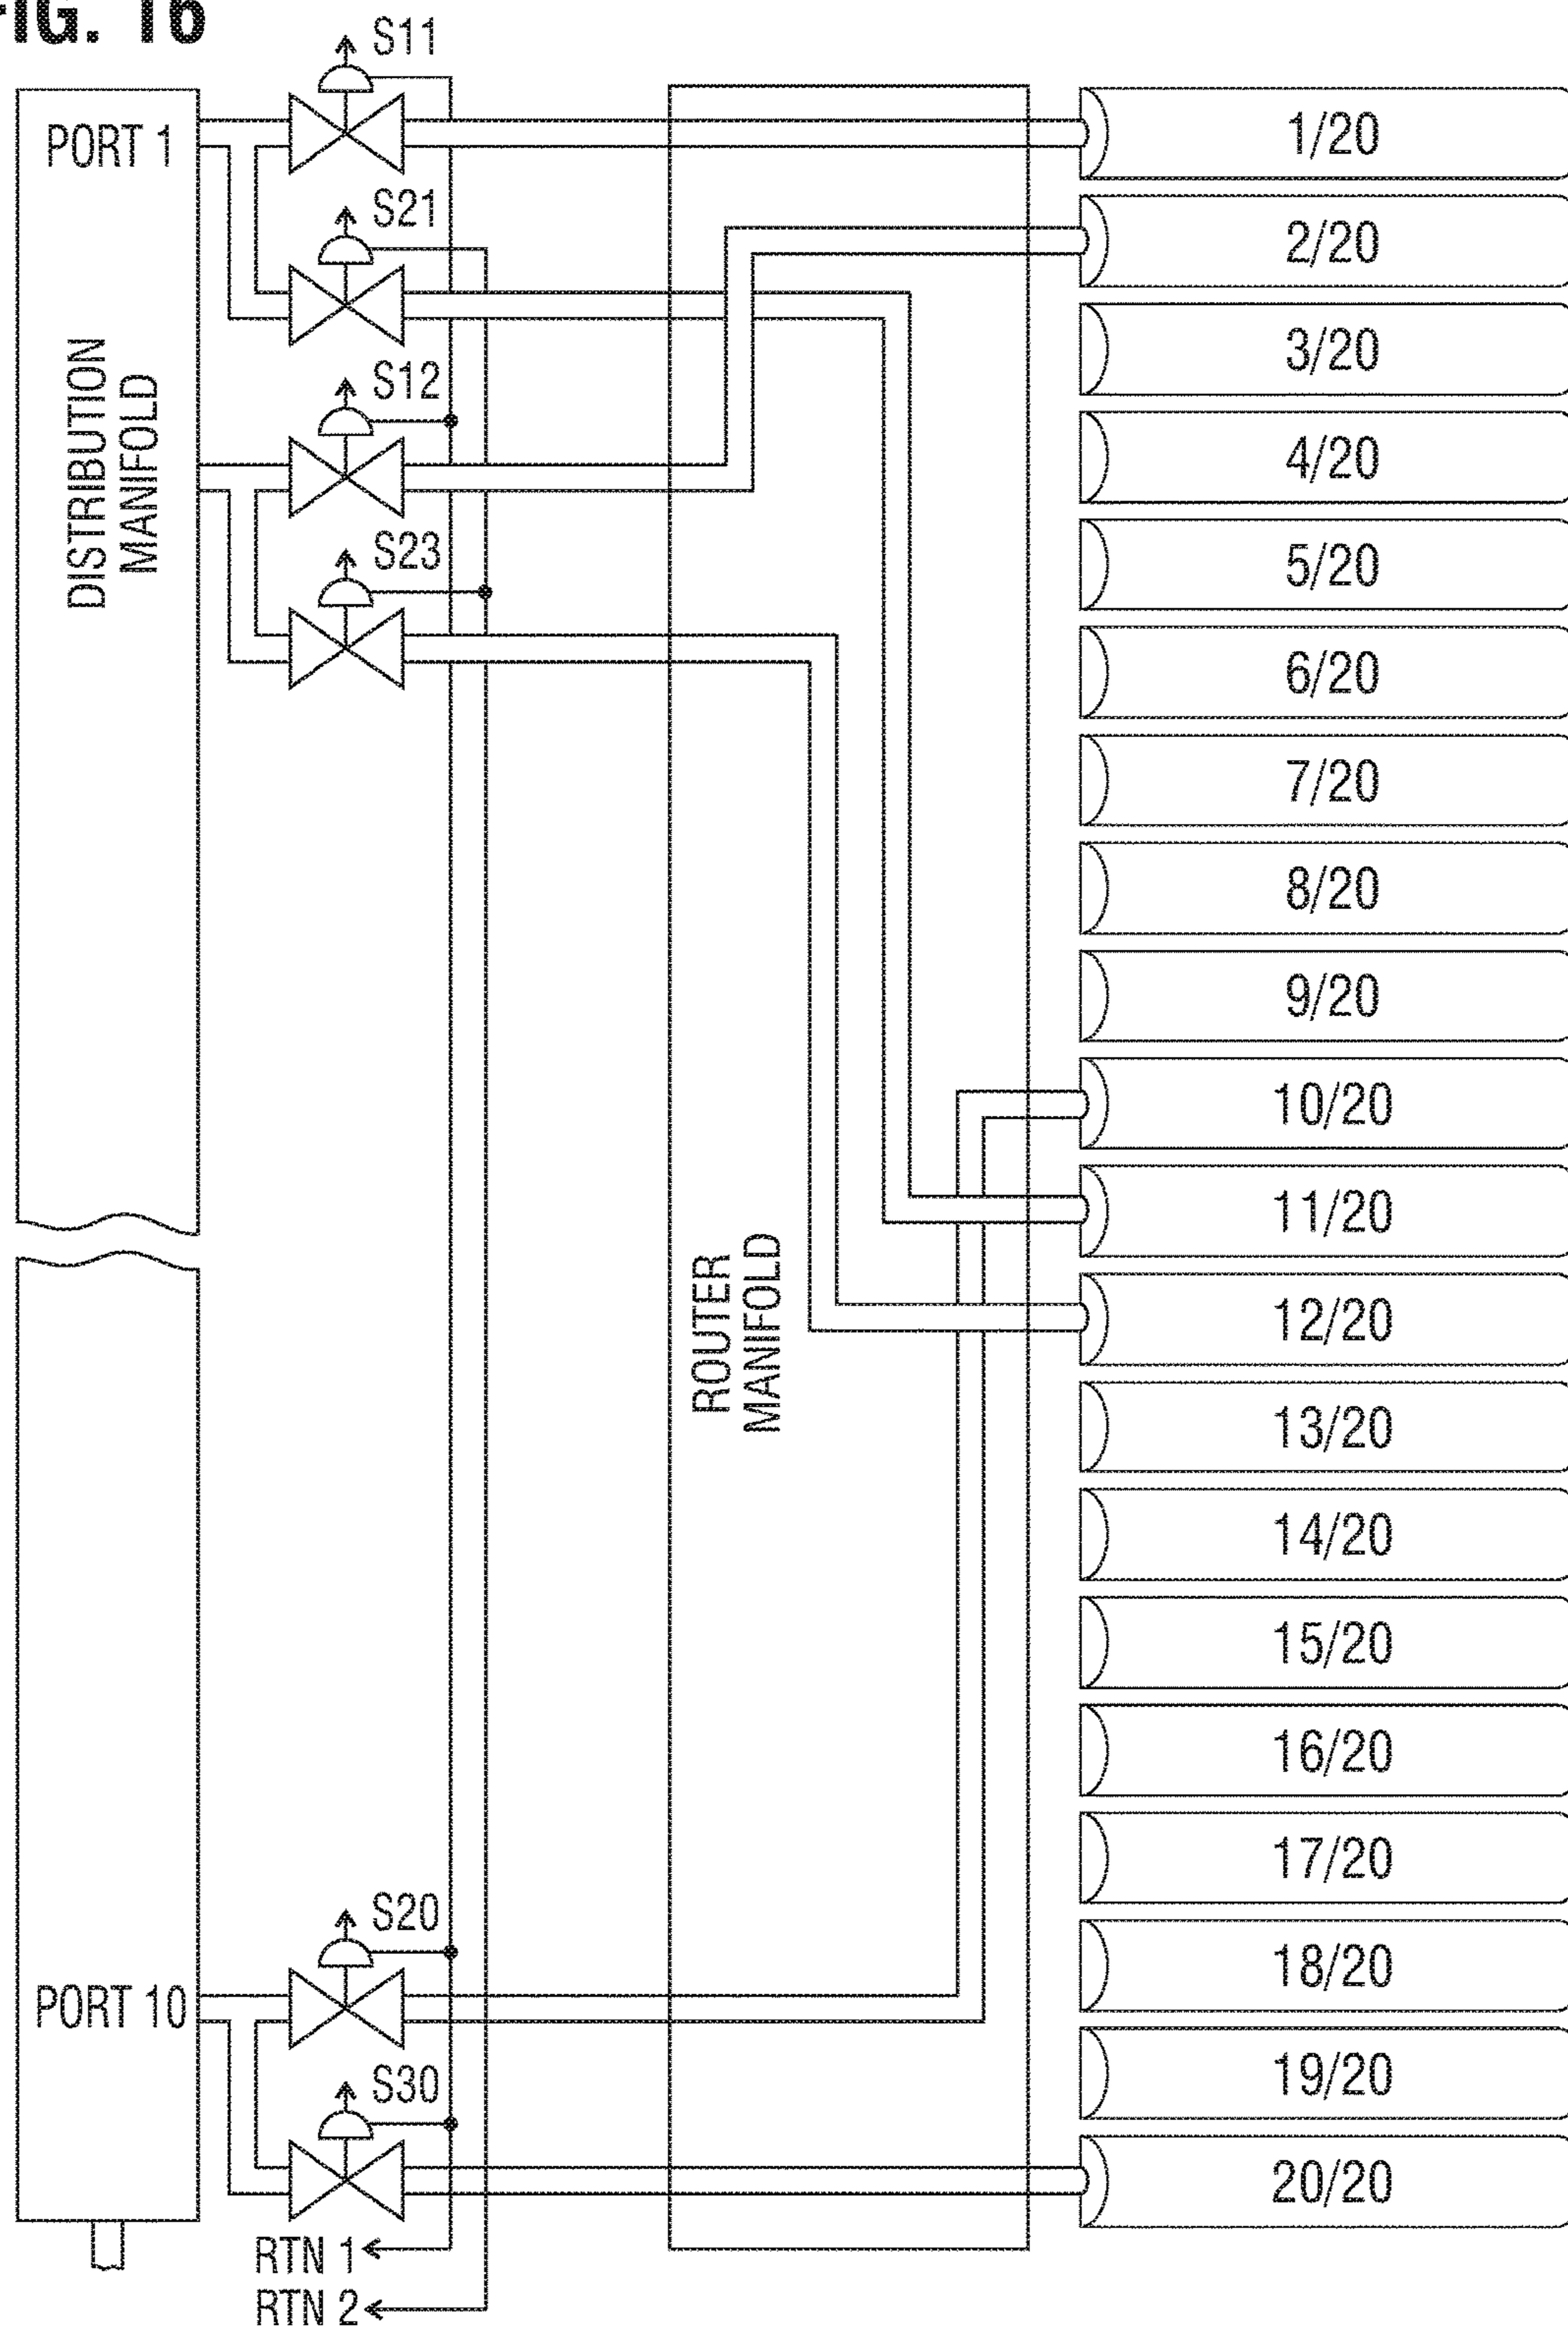 FIG. 16
S11
PORT 1
S21
S12
DISTRIBUTION
MANIFOLD
S23
ROUTER
MANIFOLD
S20
PORT 10
S30
RTN 1
RTN 2
1/20
2/20
3/20
4/20
5/20
6/20
7/20
8/20
9/20
10/20
11/20
12/20
13/20
14/20
15/20
16/20
17/20
18/20
19/20
20/20